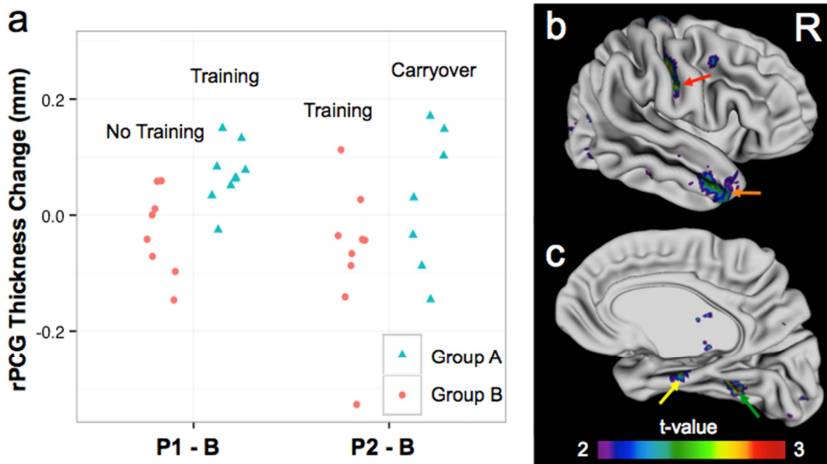 a
rPCG Thickness Change (mm)
0.2
0.0
-0.2
No Training
Training
Training
Carryover
Group A
Group B
P1 - B
P2 - B
b
R
c
t-value
2
3